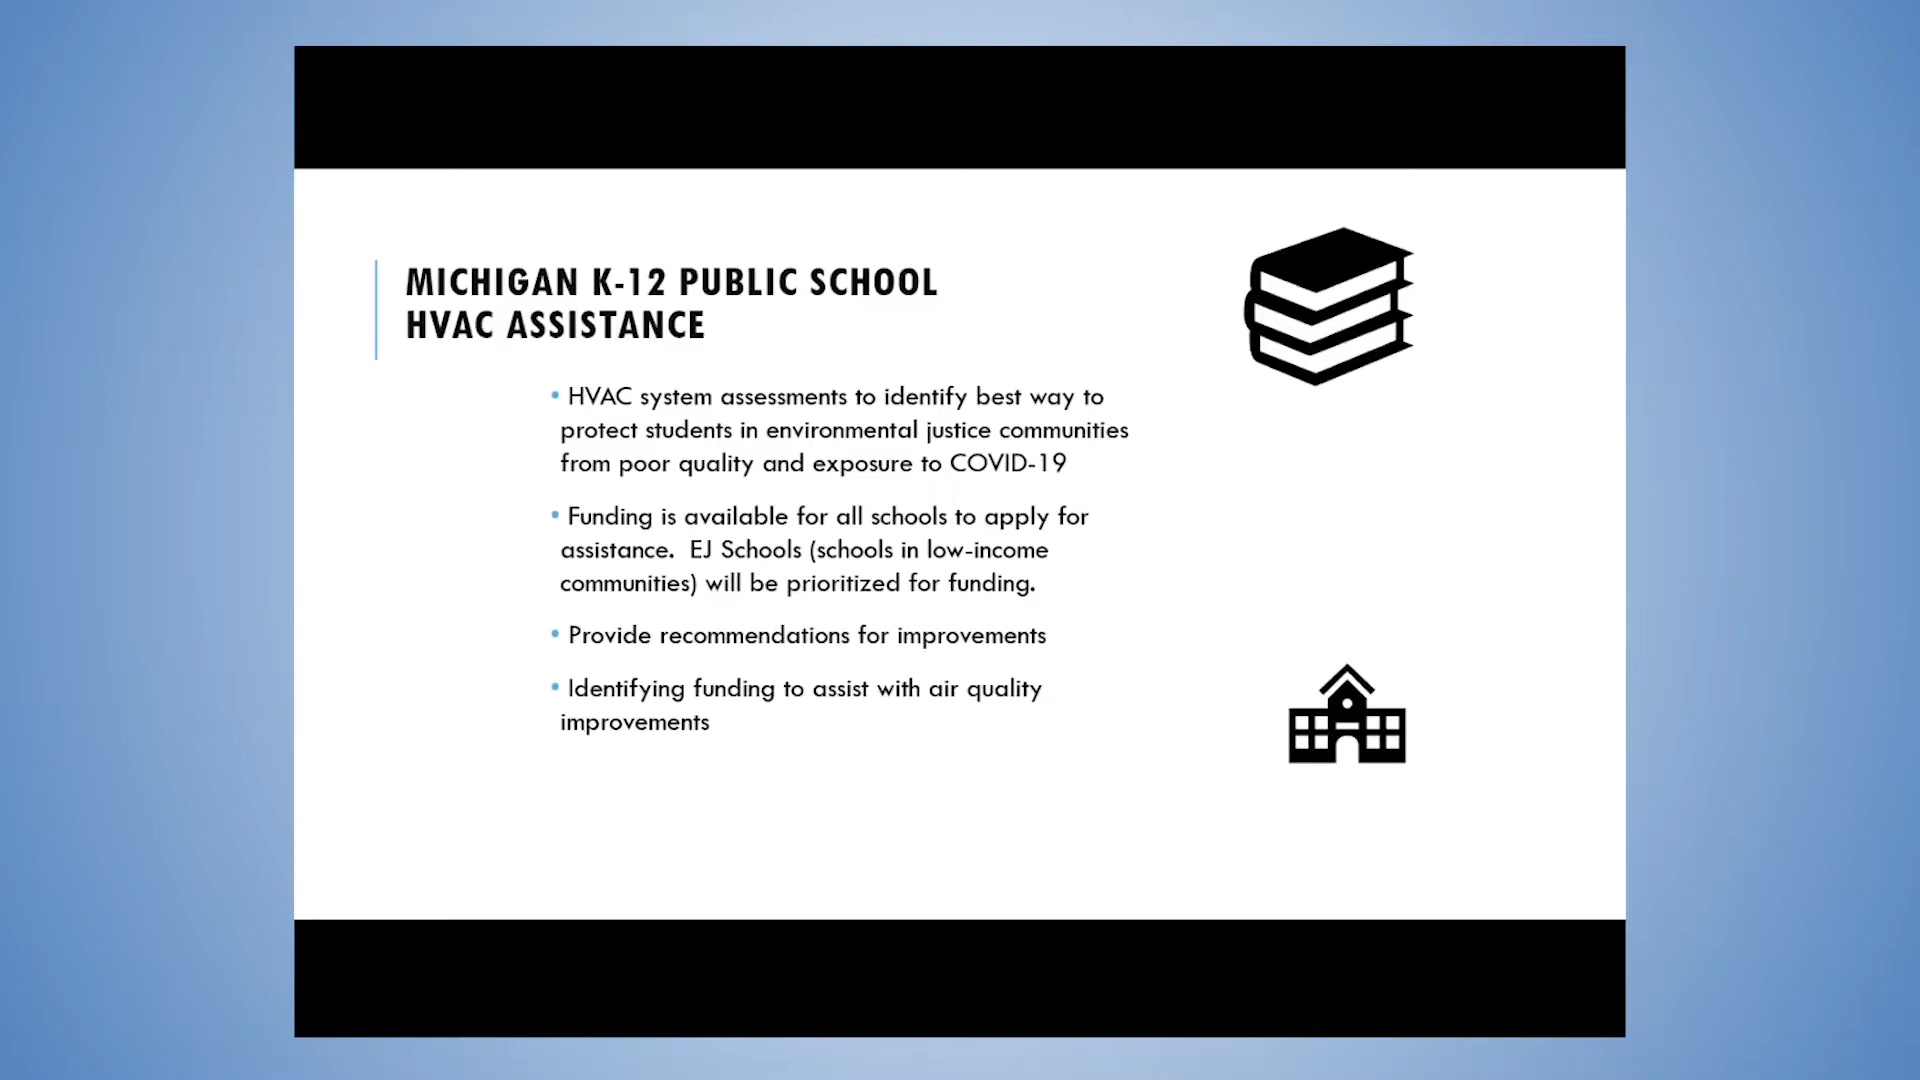 MICHIGAN K-12 PUBLIC SCHOOL
HVAC ASSISTANCE
• HVAC system assessments to identify best way to
protect students in environmental justice communities
from poor quality and exposure to COVID-19
• Funding is available for all schools to apply for
assistance.  EJ Schools (schools in low-income
communities) will be prioritized for funding.
• Provide recommendations for improvements
• Identifying funding to assist with air quality
improvements